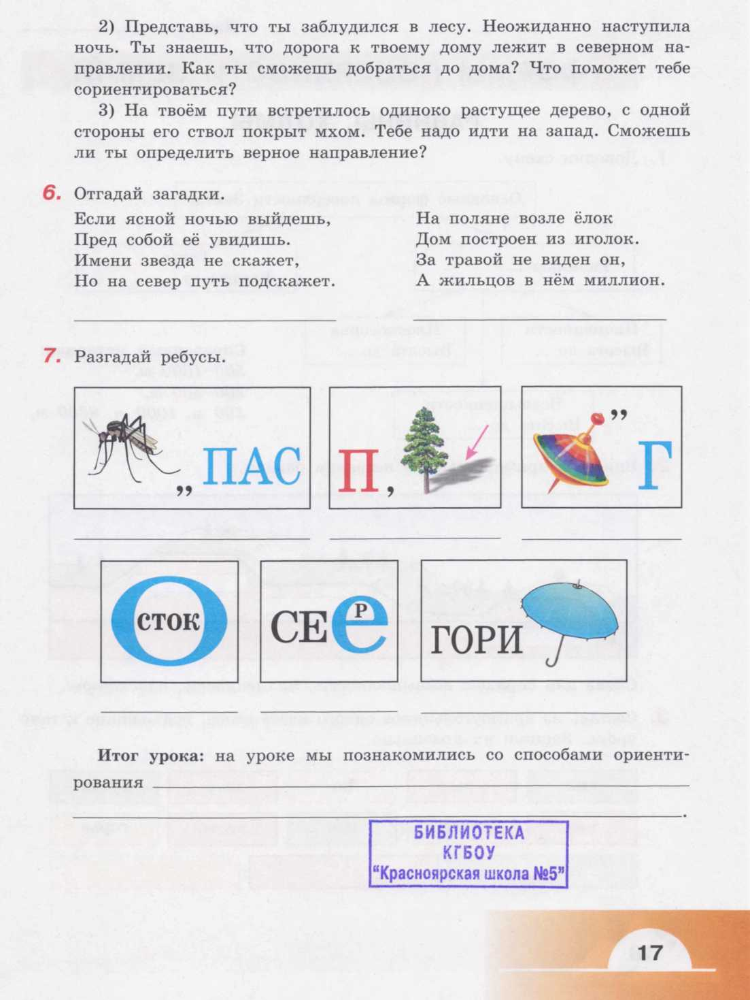 2) Представь, что ты заблудился в лесу. Неожиданно наступила
ночь. Ты знаешь, что дорога к твоему дому лежит в северном на-
правлении. Как ты сможешь добраться до дома? Что поможет тебе
сориентироваться?
3) На твоём пути встретилось одиноко растущее дерево, с одной
стороны его ствол покрыт мхом. Тебе надо идти на запад. Сможешь
ли ты определить верное направление?
6. Отгадай загадки.
Если ясной ночью выйдешь,
Пред собой её увидишь.
Имени звезда не скажет,
Но на север путь подскажет.
На поляне возле ёлок
Дом построен из иголок.
За травой не виден он,
А жильцов в нём миллион.
7. Разгадай ребусы.
,, ПАС
П ,
,, Г
О сток
СЕ е Р
ГОРИ
Итог урока: на уроке мы познакомились со способами ориенти-
рования
.
БИБЛИОТЕКА
КГБОУ
“Красноярская школа №5”
17